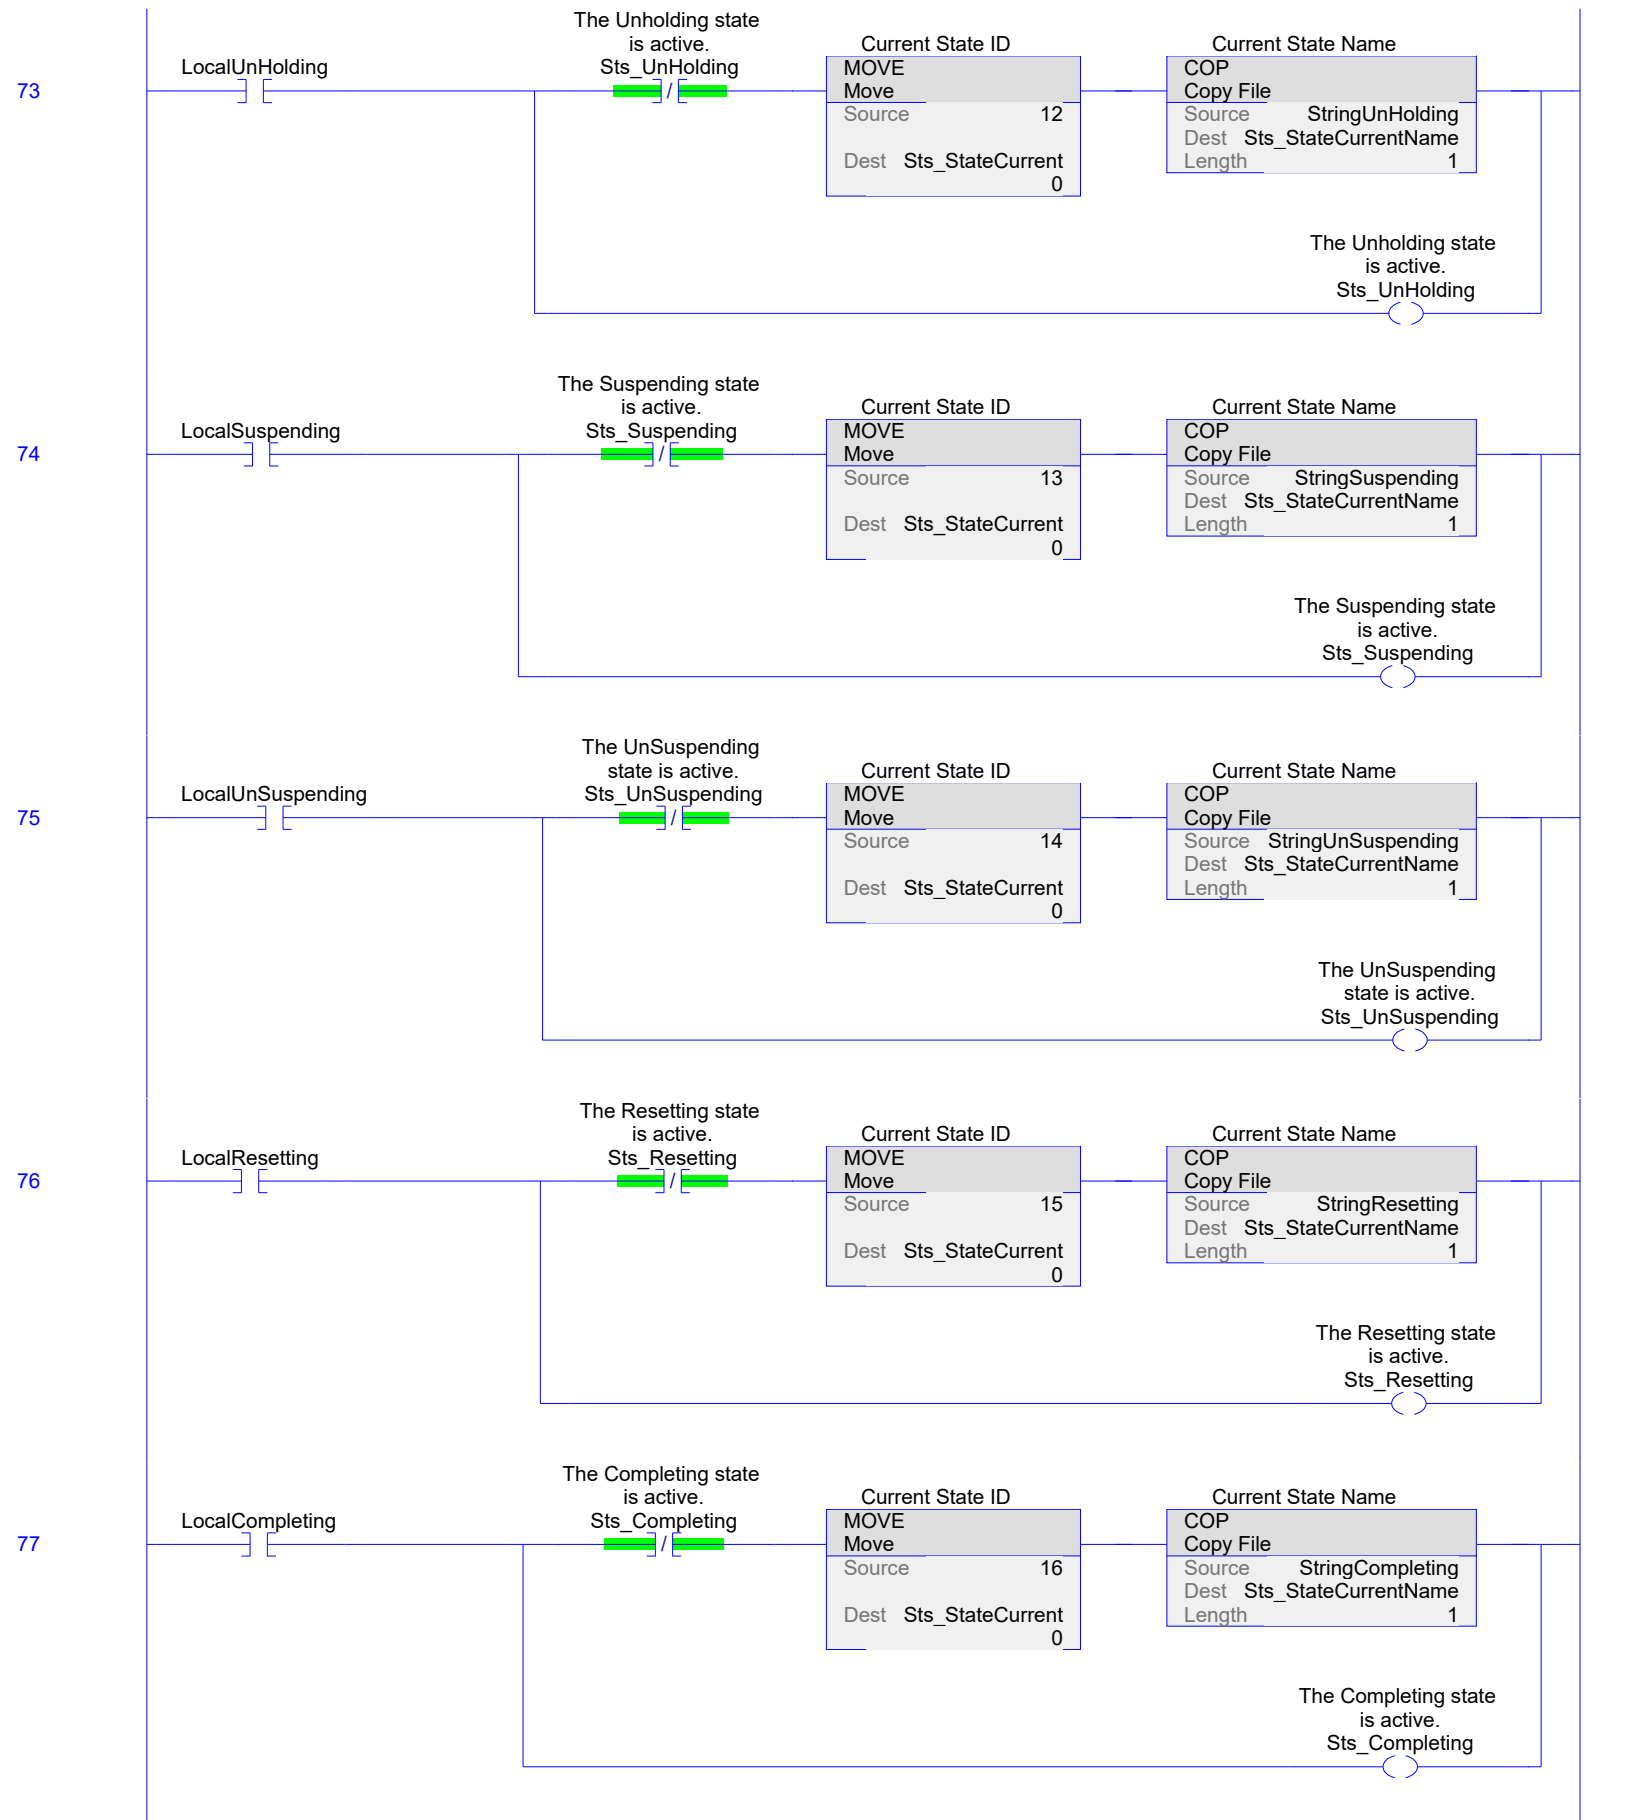 The Unholding state
is active.
Sts_UnHolding
Current State ID
Current State Name
LocalUnHolding
73
/
MOVE
Move
Source 12
Dest Sts_StateCurrent
0
COP
Copy File
Source StringUnHolding
Dest Sts_StateCurrentName
Length 1
The Unholding state
is active.
Sts_UnHolding
The Suspending state
is active.
Sts_Suspending
Current State ID
Current State Name
LocalSuspending
74
/
MOVE
Move
Source 13
Dest Sts_StateCurrent
0
COP
Copy File
Source StringSuspending
Dest Sts_StateCurrentName
Length 1
The Suspending state
is active.
Sts_Suspending
The UnSuspending
state is active.
Sts_UnSuspending
Current State ID
Current State Name
LocalUnSuspending
75
/
MOVE
Move
Source 14
Dest Sts_StateCurrent
0
COP
Copy File
Source StringUnSuspending
Dest Sts_StateCurrentName
Length 1
The UnSuspending
state is active.
Sts_UnSuspending
The Resetting state
is active.
Sts_Resetting
Current State ID
Current State Name
LocalResetting
76
/
MOVE
Move
Source 15
Dest Sts_StateCurrent
0
COP
Copy File
Source StringResetting
Dest Sts_StateCurrentName
Length 1
The Resetting state
is active.
Sts_Resetting
The Completing state
is active.
Sts_Completing
Current State ID
Current State Name
LocalCompleting
77
/
MOVE
Move
Source 16
Dest Sts_StateCurrent
0
COP
Copy File
Source StringCompleting
Dest Sts_StateCurrentName
Length 1
The Completing state
is active.
Sts_Completing